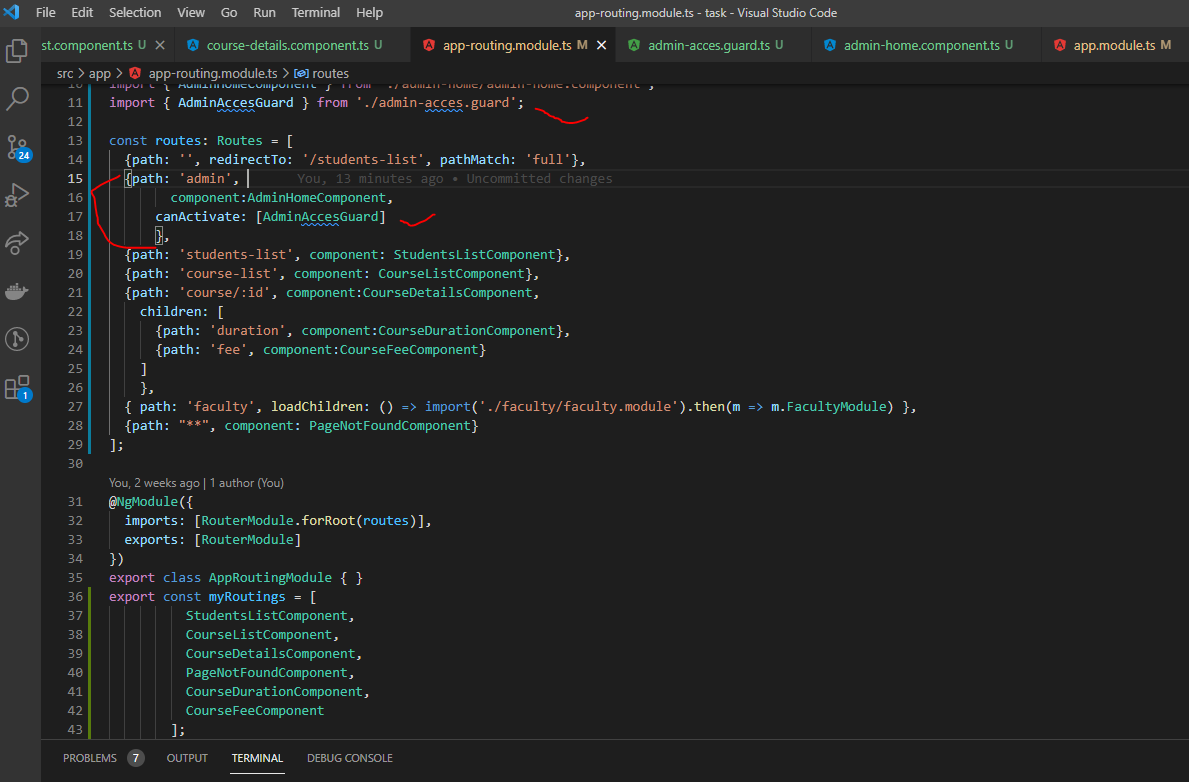 File Edit Selection View Go Run Terminal Help app-routing.module.ts - task - Visual Studio Code
st.component.ts U course-details.component.ts U app-routing.module.ts M admin-acces.guard.ts U admin-home.component.ts U app.module.ts M
src > app > app-routing.module.ts > routes
10 import { AdminHomeComponent } from './admin-home/admin-home.component';
11 import { AdminAccesGuard } from './admin-acces.guard';
12
13 const routes: Routes = [
14 {path: '', redirectTo: '/students-list', pathMatch: 'full'},
15 {path: 'admin', You, 13 minutes ago • Uncommitted changes
16 component:AdminHomeComponent,
17 canActivate: [AdminAccesGuard]
18 },
19 {path: 'students-list', component: StudentsListComponent},
20 {path: 'course-list', component: CourseListComponent},
21 {path: 'course/:id', component:CourseDetailsComponent,
22 children: [
23 {path: 'duration', component:CourseDurationComponent},
24 {path: 'fee', component:CourseFeeComponent}
25 ]
26 },
27 { path: 'faculty', loadChildren: () => import('./faculty/faculty.module').then(m => m.FacultyModule) },
28 {path: "**", component: PageNotFoundComponent}
29 ];
30
You, 2 weeks ago | 1 author (You)
31 @NgModule({
32 imports: [RouterModule.forRoot(routes)],
33 exports: [RouterModule]
34 })
35 export class AppRoutingModule { }
36 export const myRoutings = [
37 StudentsListComponent,
38 CourseListComponent,
39 CourseDetailsComponent,
40 PageNotFoundComponent,
41 CourseDurationComponent,
42 CourseFeeComponent
43 ];
24
1
PROBLEMS 7 OUTPUT TERMINAL DEBUG CONSOLE